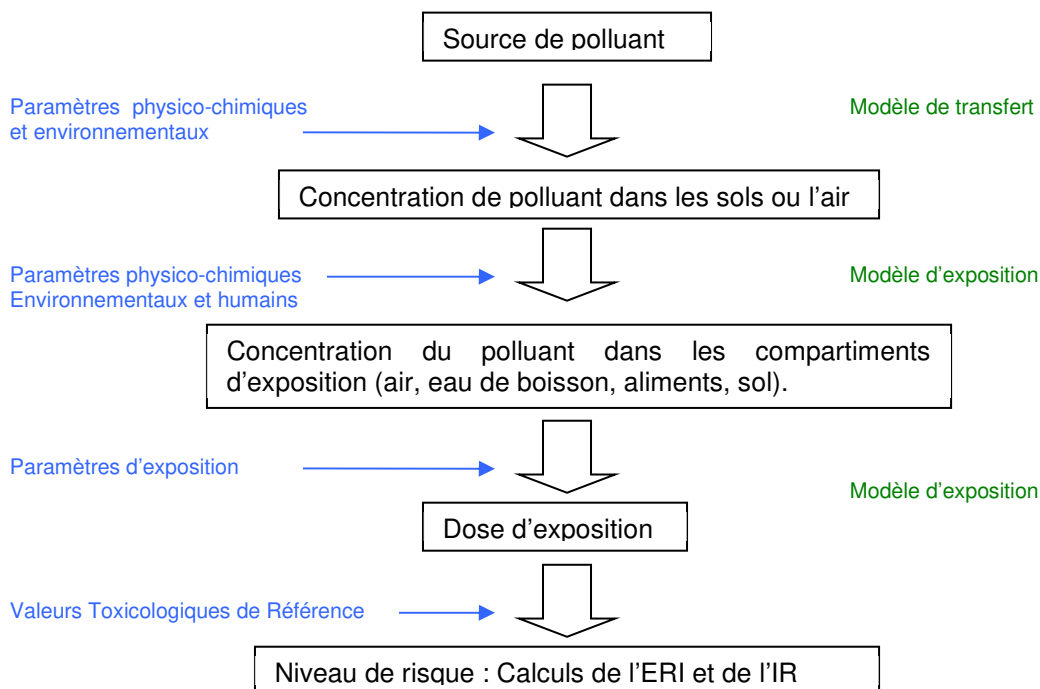 Source de polluant
Paramètres physico-chimiques
et environnementaux
Modèle de transfert
Concentration de polluant dans les sols ou l’air
Paramètres physico-chimiques
Environnementaux et humains
Modèle d’exposition
Concentration du polluant dans les compartiments
d’exposition (air, eau de boisson, aliments, sol).
Paramètres d’exposition
Modèle d’exposition
Dose d’exposition
Valeurs Toxicologiques de Référence
Niveau de risque : Calculs de l’ERI et de l’IR